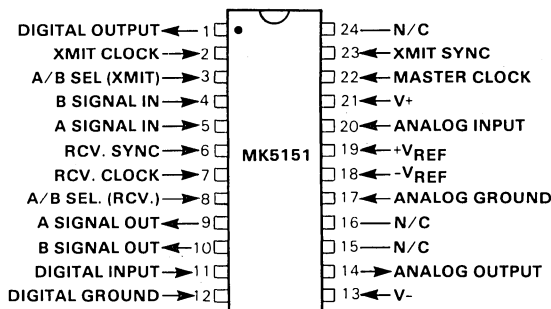 DIGITAL OUTPUT 1 24 N/C
XMIT CLOCK 2 23 XMIT SYNC
A/B SEL (XMIT) 3 22 MASTER CLOCK
B SIGNAL IN 4 21 V+
A SIGNAL IN 5 20 ANALOG INPUT
RCV. SYNC 6 MK5151 19 +VREF
RCV. CLOCK 7 18 -VREF
A/B SEL. (RCV.) 8 17 ANALOG GROUND
A SIGNAL OUT 9 16 N/C
B SIGNAL OUT 10 15 N/C
DIGITAL INPUT 11 14 ANALOG OUTPUT
DIGITAL GROUND 12 13 V-